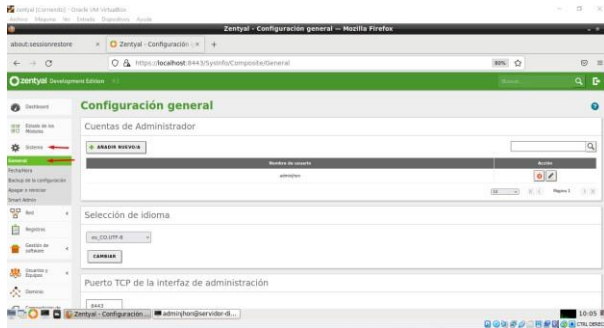 zentyal [Corriendo] - Oracle VM VirtualBox
Archivo Máquina Ver Entrada Dispositivos Ayuda
Zentyal - Configuración general — Mozilla Firefox
about:sessionrestore
Zentyal - Configuración
https://localhost:8443/SysInfo/Composite/General
80%
zentyal Development Edition
Dashboard
Configuración general
Estado de los Módulos
Cuentas de Administrador
Sistema
AÑADIR NUEVO/A
General
Nombre de usuario
Acción
Fecha/Hora
adminjhon
Backup de la configuración
Apagar o reiniciar
Página 1
Smart Admin
Red
Selección de idioma
Registros
es_CO.UTF-8
Gestión de software
CAMBIAR
Usuarios y Equipos
Puerto TCP de la interfaz de administración
Dominio
8443
Zentyal - Configuración ...
adminjhon@servidor-di...
10:05
CTRL DERECHO